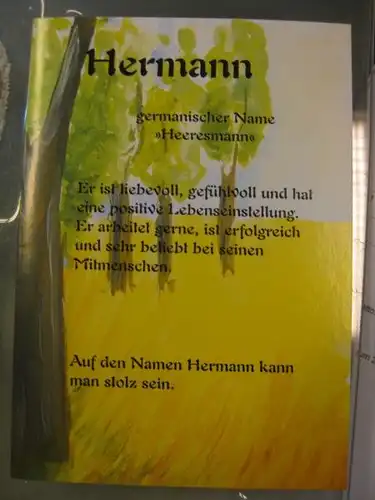 Hermann
germanischer Name
»Heeresmann«
Er ist liebevoll, gefühlvoll und hat
eine positive Lebenseinstellung.
Er arbeitet gerne, ist erfolgreich
und sehr beliebt bei seinen
Mitmenschen.
Auf den Namen Hermann kann
man stolz sein.